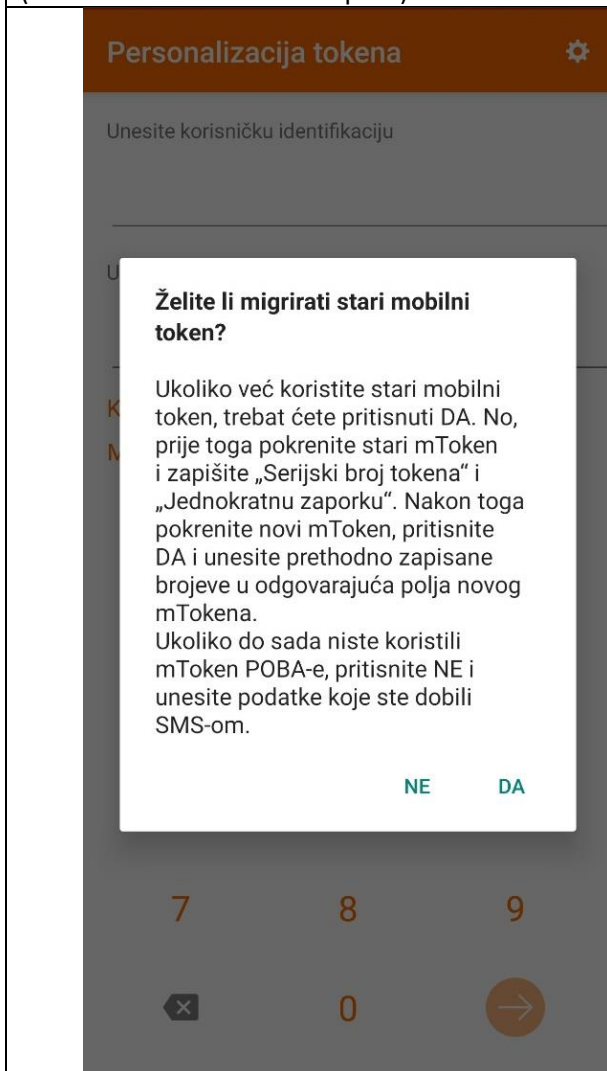 Personalizacija tokena
Unesite korisničku identifikaciju
U
Želite li migrirati stari mobilni
token?
Ukoliko već koristite stari mobilni
token, trebat ćete pritisnuti DA. No,
prije toga pokrenite stari mToken
i zapišite „Serijski broj tokena“ i
„Jednokratnu zaporku“. Nakon toga
pokrenite novi mToken, pritisnite
DA i unesite prethodno zapisane
brojeve u odgovarajuća polja novog
mTokena.
Ukoliko do sada niste koristili
mToken POBA-e, pritisnite NE i
unesite podatke koje ste dobili
SMS-om.
K
M
NE DA
7 8 9
0